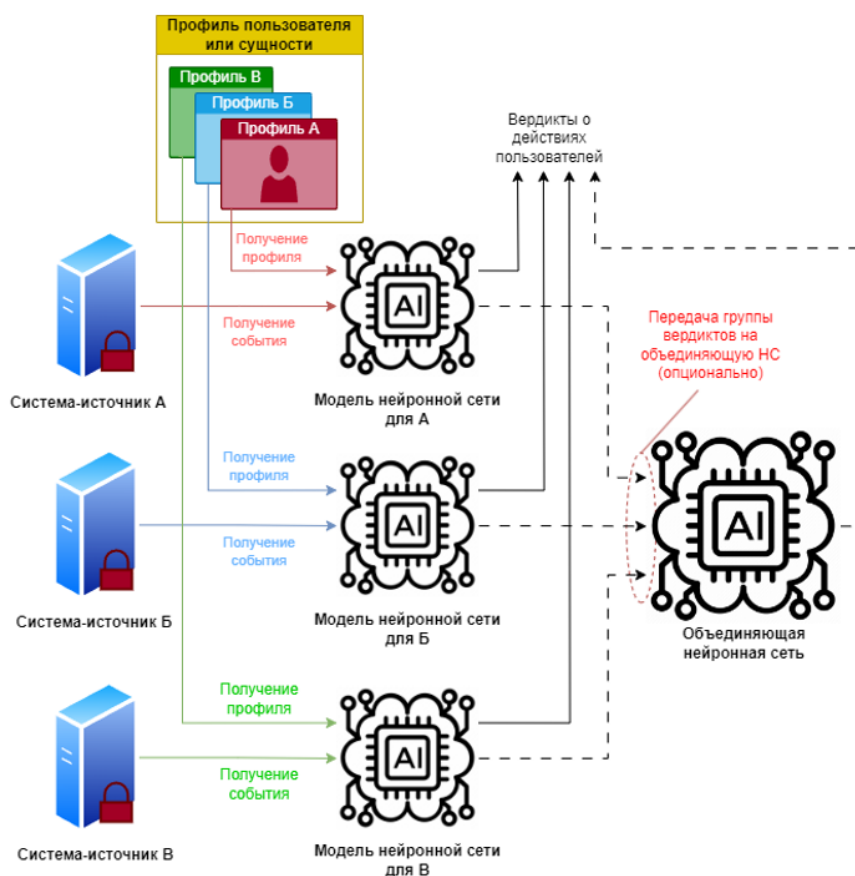 Профиль пользователя
или сущности
Профиль В
Профиль Б
Профиль А
Вердикты о
действиях
пользователей
Получение
профиля
Получение
события
AI
Система-источник А
Модель нейронной сети
для А
Передача группы
вердиктов на
объединяющую НС
(опционально)
Получение
профиля
Получение
события
AI
AI
Система-источник Б
Модель нейронной сети
для Б
Объединяющая
нейронная сеть
Получение
профиля
Получение
события
AI
Система-источник В
Модель нейронной сети
для В